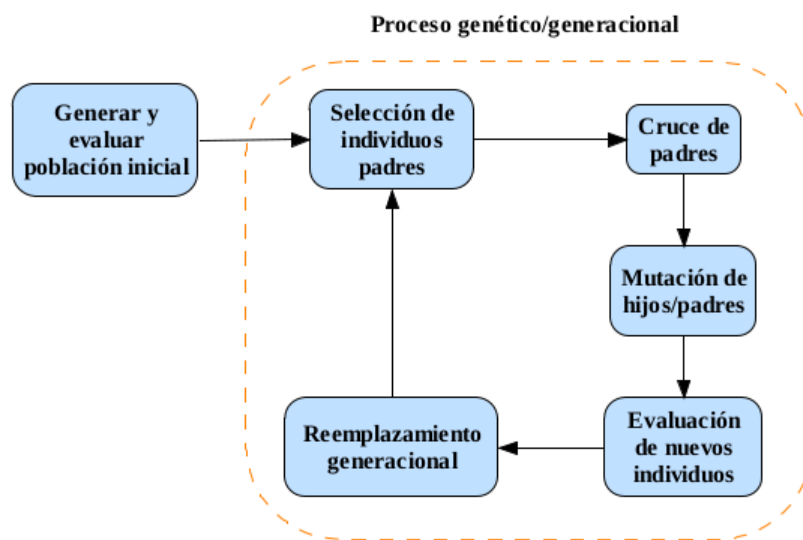 Proceso genético/generacional
Generar y
evaluar
población inicial
Selección de
individuos
padres
Cruce de
padres
Mutación de
hijos/padres
Evaluación
de nuevos
individuos
Reemplazamiento
generacional